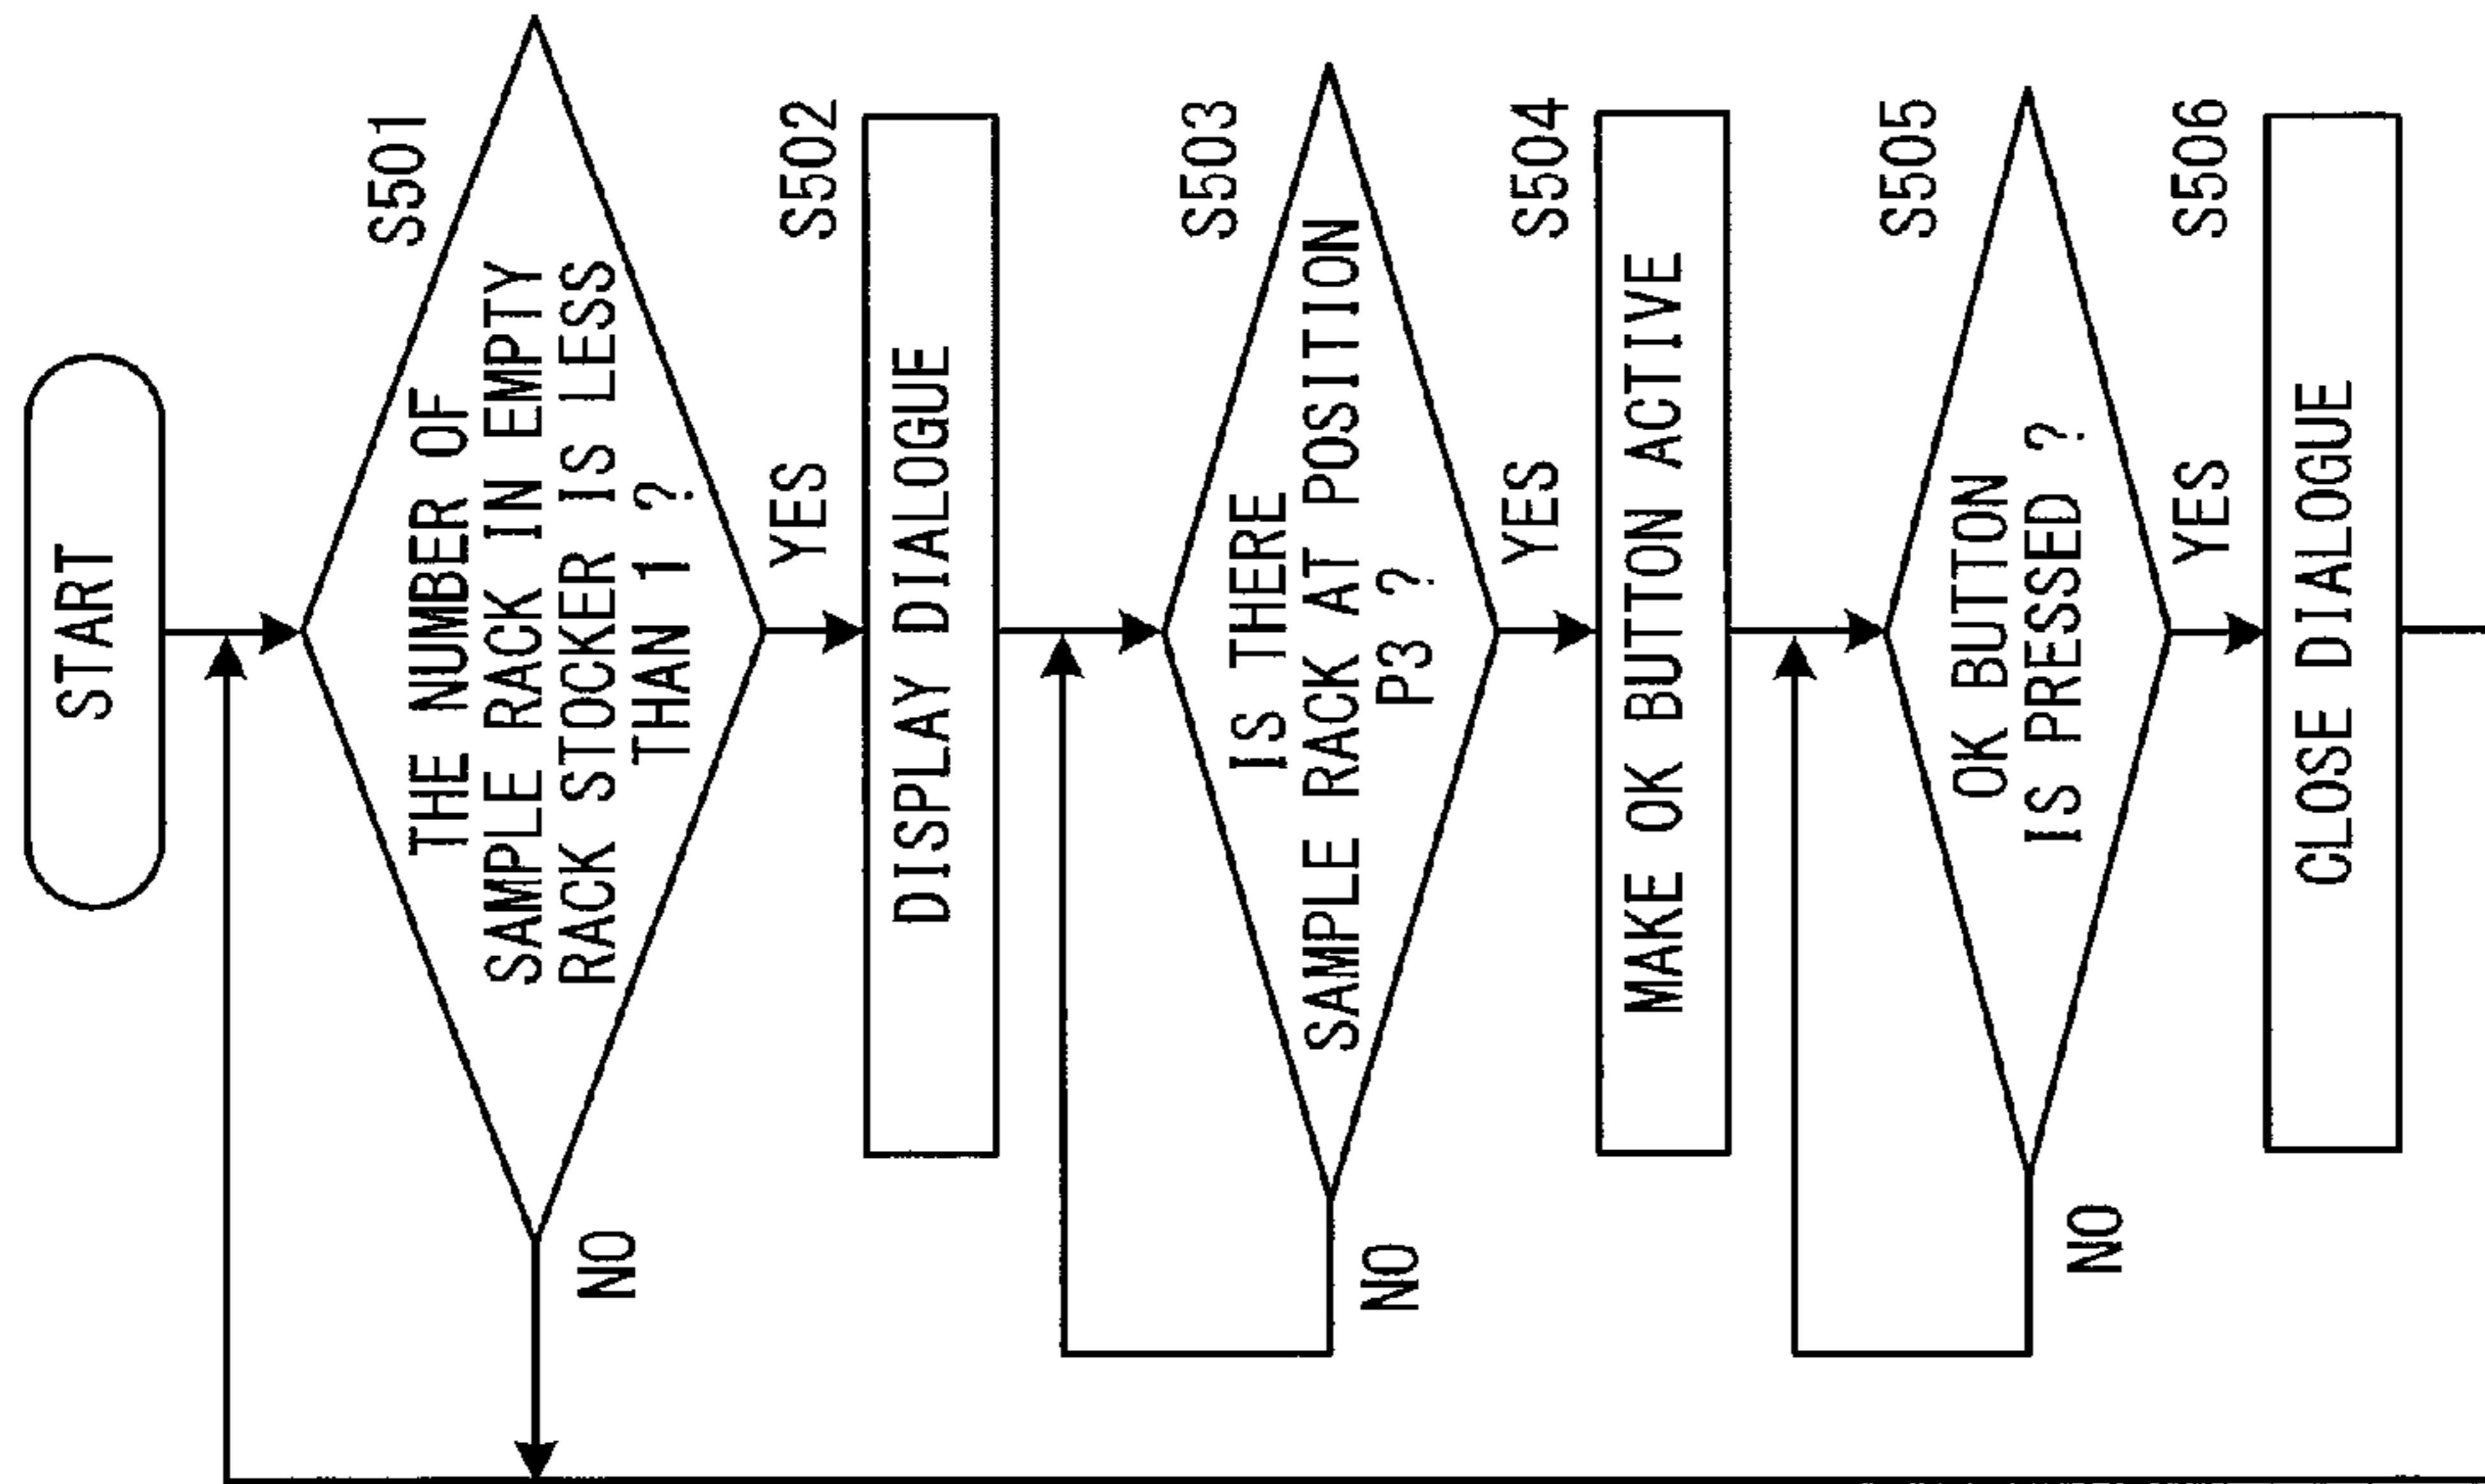 START
S501
THE NUMBER OF
SAMPLE RACK IN EMPTY
RACK STOCKER IS LESS
THAN 1 ?
NO
YES
S502
DISPLAY DIALOGUE
S503
IS THERE
SAMPLE RACK AT POSITION
P3 ?
NO
YES
S504
MAKE OK BUTTON ACTIVE
S505
OK BUTTON
IS PRESSED ?
NO
YES
S506
CLOSE DIALOGUE